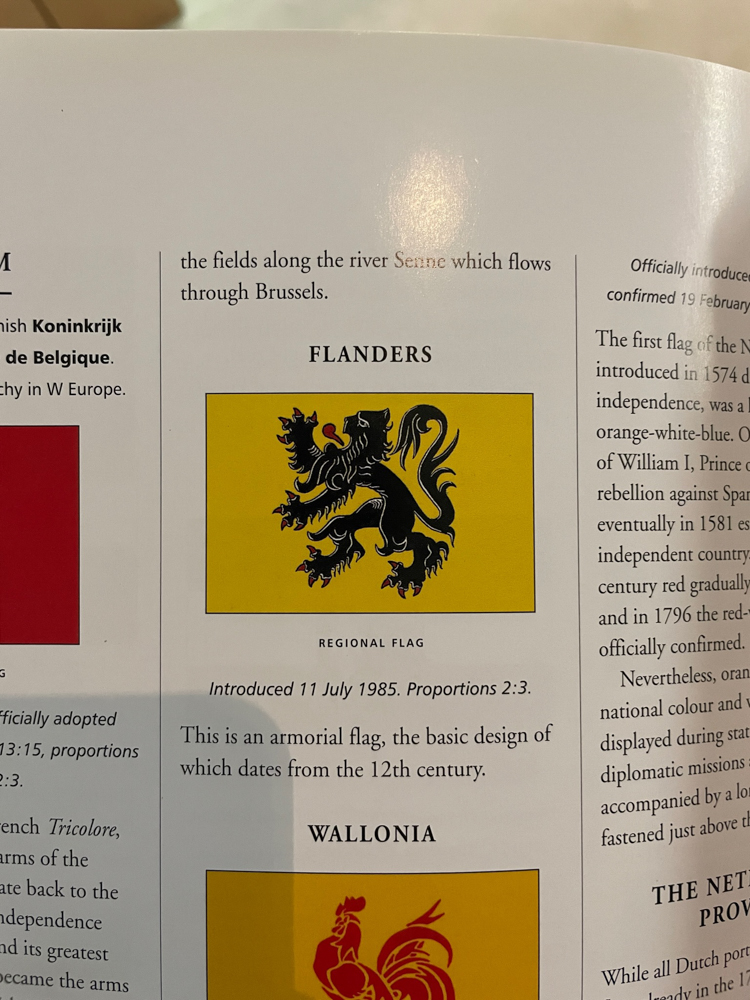 M
nish Koninkrijk
de Belgique.
chy in W Europe.
G
fficially adopted
13:15, proportions
2:3.
ench Tricolore,
arms of the
ate back to the
ndependence
nd its greatest
became the arms
the fields along the river Senne which flows
through Brussels.
FLANDERS
REGIONAL FLAG
Introduced 11 July 1985. Proportions 2:3.
This is an armorial flag, the basic design of
which dates from the 12th century.
WALLONIA
Officially introduce
confirmed 19 February
The first flag of the N
introduced in 1574 d
independence, was a
orange-white-blue. O
of William I, Prince o
rebellion against Spa
eventually in 1581 es
independent country
century red gradually
and in 1796 the red-
officially confirmed.
Nevertheless, oran
national colour and
displayed during stat
diplomatic missions
accompanied by a lo
fastened just above th
THE NET
PROV
While all Dutch port
ready in the 17